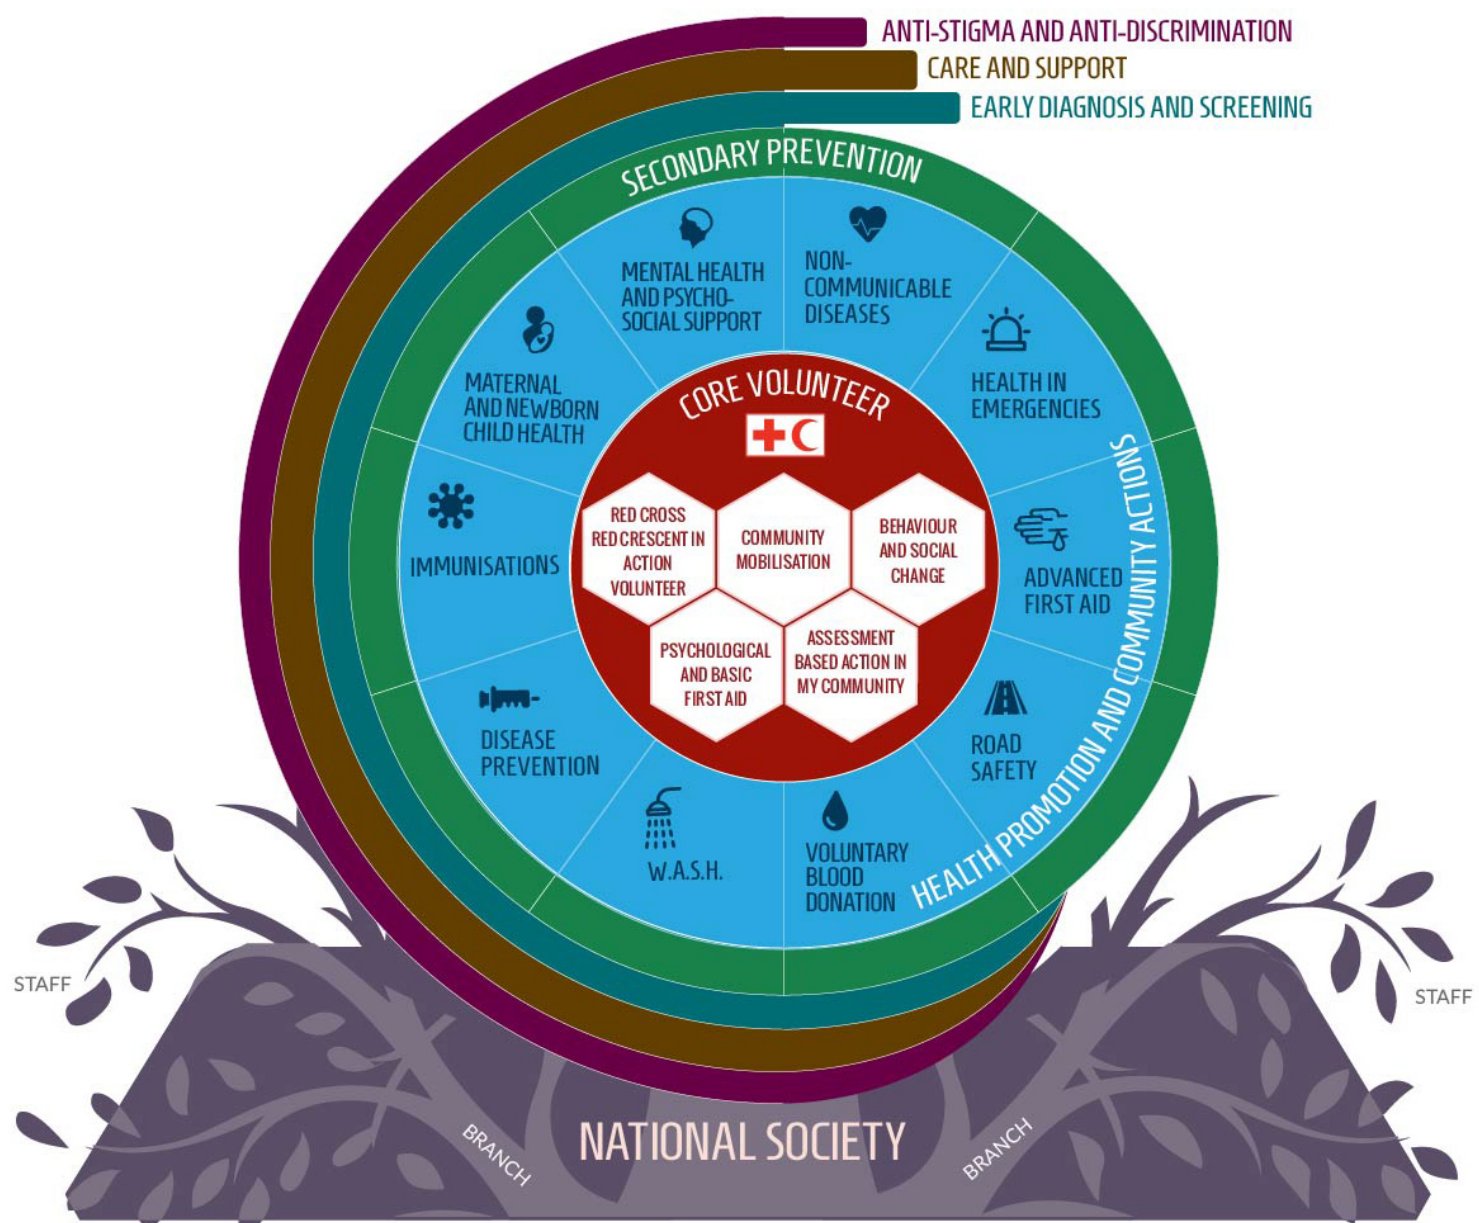 ANTI-STIGMA AND ANTI-DISCRIMINATION
CARE AND SUPPORT
EARLY DIAGNOSIS AND SCREENING
SECONDARY PREVENTION
MENTAL HEALTH
AND PSYCHO-
SOCIAL SUPPORT
NON-
COMMUNICABLE
DISEASES
MATERNAL
AND NEWBORN
CHILD HEALTH
HEALTH IN
EMERGENCIES
CORE VOLUNTEER
RED CROSS
RED CRESCENT IN
ACTION
VOLUNTEER
COMMUNITY
MOBILISATION
BEHAVIOUR
AND SOCIAL
CHANGE
PSYCHOLOGICAL
AND BASIC
FIRST AID
ASSESSMENT
BASED ACTION IN
MY COMMUNITY
IMMUNISATIONS
ADVANCED
FIRST AID
DISEASE
PREVENTION
ROAD
SAFETY
W.A.S.H.
VOLUNTARY
BLOOD
DONATION
HEALTH PROMOTION AND COMMUNITY ACTIONS
STAFF
STAFF
BRANCH
NATIONAL SOCIETY
BRANCH